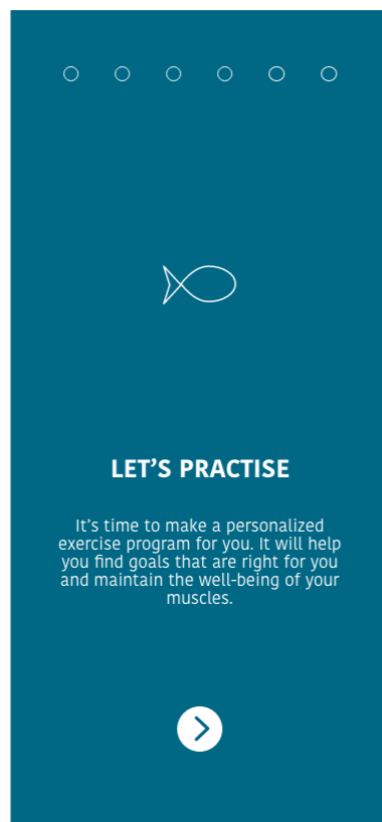 LET’S PRACTISE
It’s time to make a personalized
exercise program for you. It will help
you find goals that are right for you
and maintain the well-being of your
muscles.